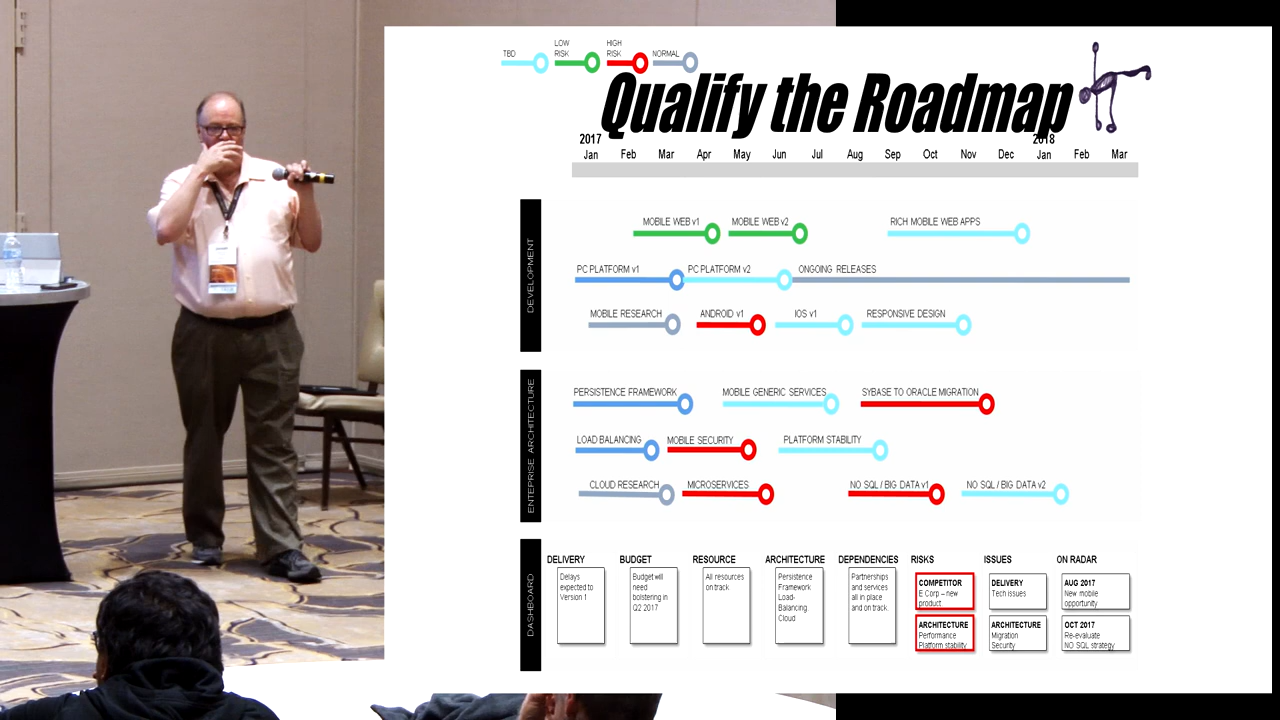 TBD
LOW
RISK
HIGH
RISK
NORMAL
Qualify the Roadmap
2017
2018
Jan Feb Mar Apr May Jun Jul Aug Sep Oct Nov Dec Jan Feb Mar
DEVELOPMENT
MOBILE WEB v1 MOBILE WEB v2 RICH MOBILE WEB APPS
PC PLATFORM v1 PC PLATFORM v2 ONGOING RELEASES
MOBILE RESEARCH ANDROID v1 IOS v1 RESPONSIVE DESIGN
ENTEPRISE ARCHITECTURE
PERSISTENCE FRAMEWORK MOBILE GENERIC SERVICES SYBASE TO ORACLE MIGRATION
LOAD BALANCING MOBILE SECURITY PLATFORM STABILITY
CLOUD RESEARCH MICROSERVICES NO SQL / BIG DATA v1 NO SQL / BIG DATA v2
DASHBOARD
DELIVERY
Delays
expected to
Version 1
BUDGET
Budget will
need
bolstering in
Q2 2017
RESOURCE
All resources
on track
ARCHITECTURE
Persistence
Framework
Load-
Balancing
Cloud
DEPENDENCIES
Partnerships
and services
all in place
and on track.
RISKS
COMPETITOR
E Corp – new
product
ARCHITECTURE
Performance
Platform stability
ISSUES
DELIVERY
Tech issues
ARCHITECTURE
Migration
Security
ON RADAR
AUG 2017
New mobile
opportunity
OCT 2017
Re-evaluate
NO SQL strategy